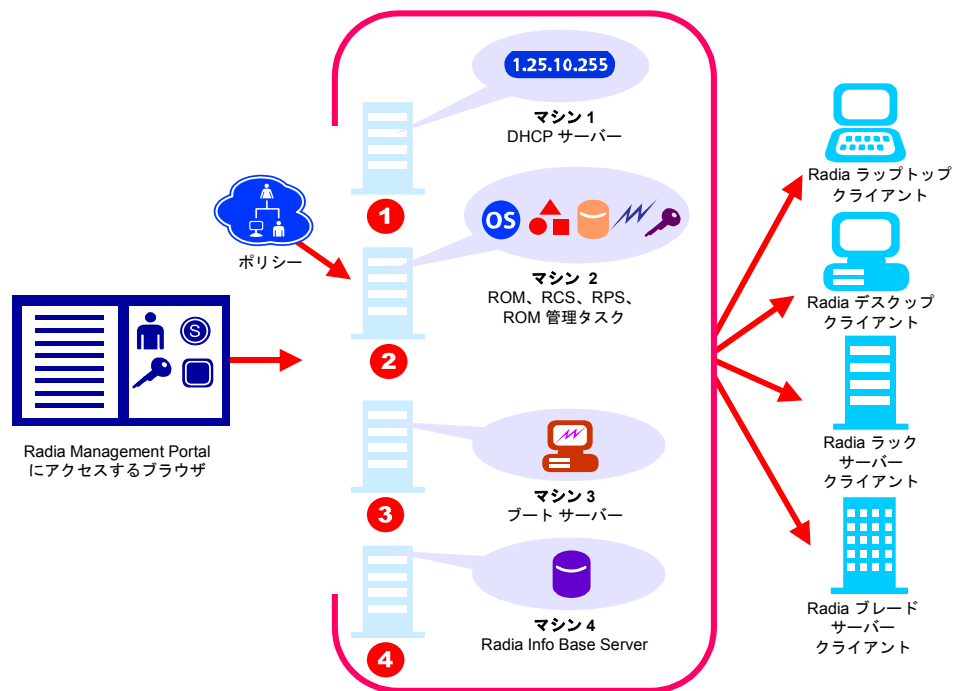 1.25.10.255
マシン 1
DHCP サーバー
1
ポリシー
OS
マシン 2
ROM、RCS、RPS、
ROM 管理タスク
2
S
Radia Management Portal
にアクセスするブラウザ
マシン 3
ブート サーバー
3
マシン 4
Radia Info Base Server
4
Radia ラップトップ
クライアント
Radia デスクップ
クライアント
Radia ラック
サーバー
クライアント
Radia ブレード
サーバー
クライアント